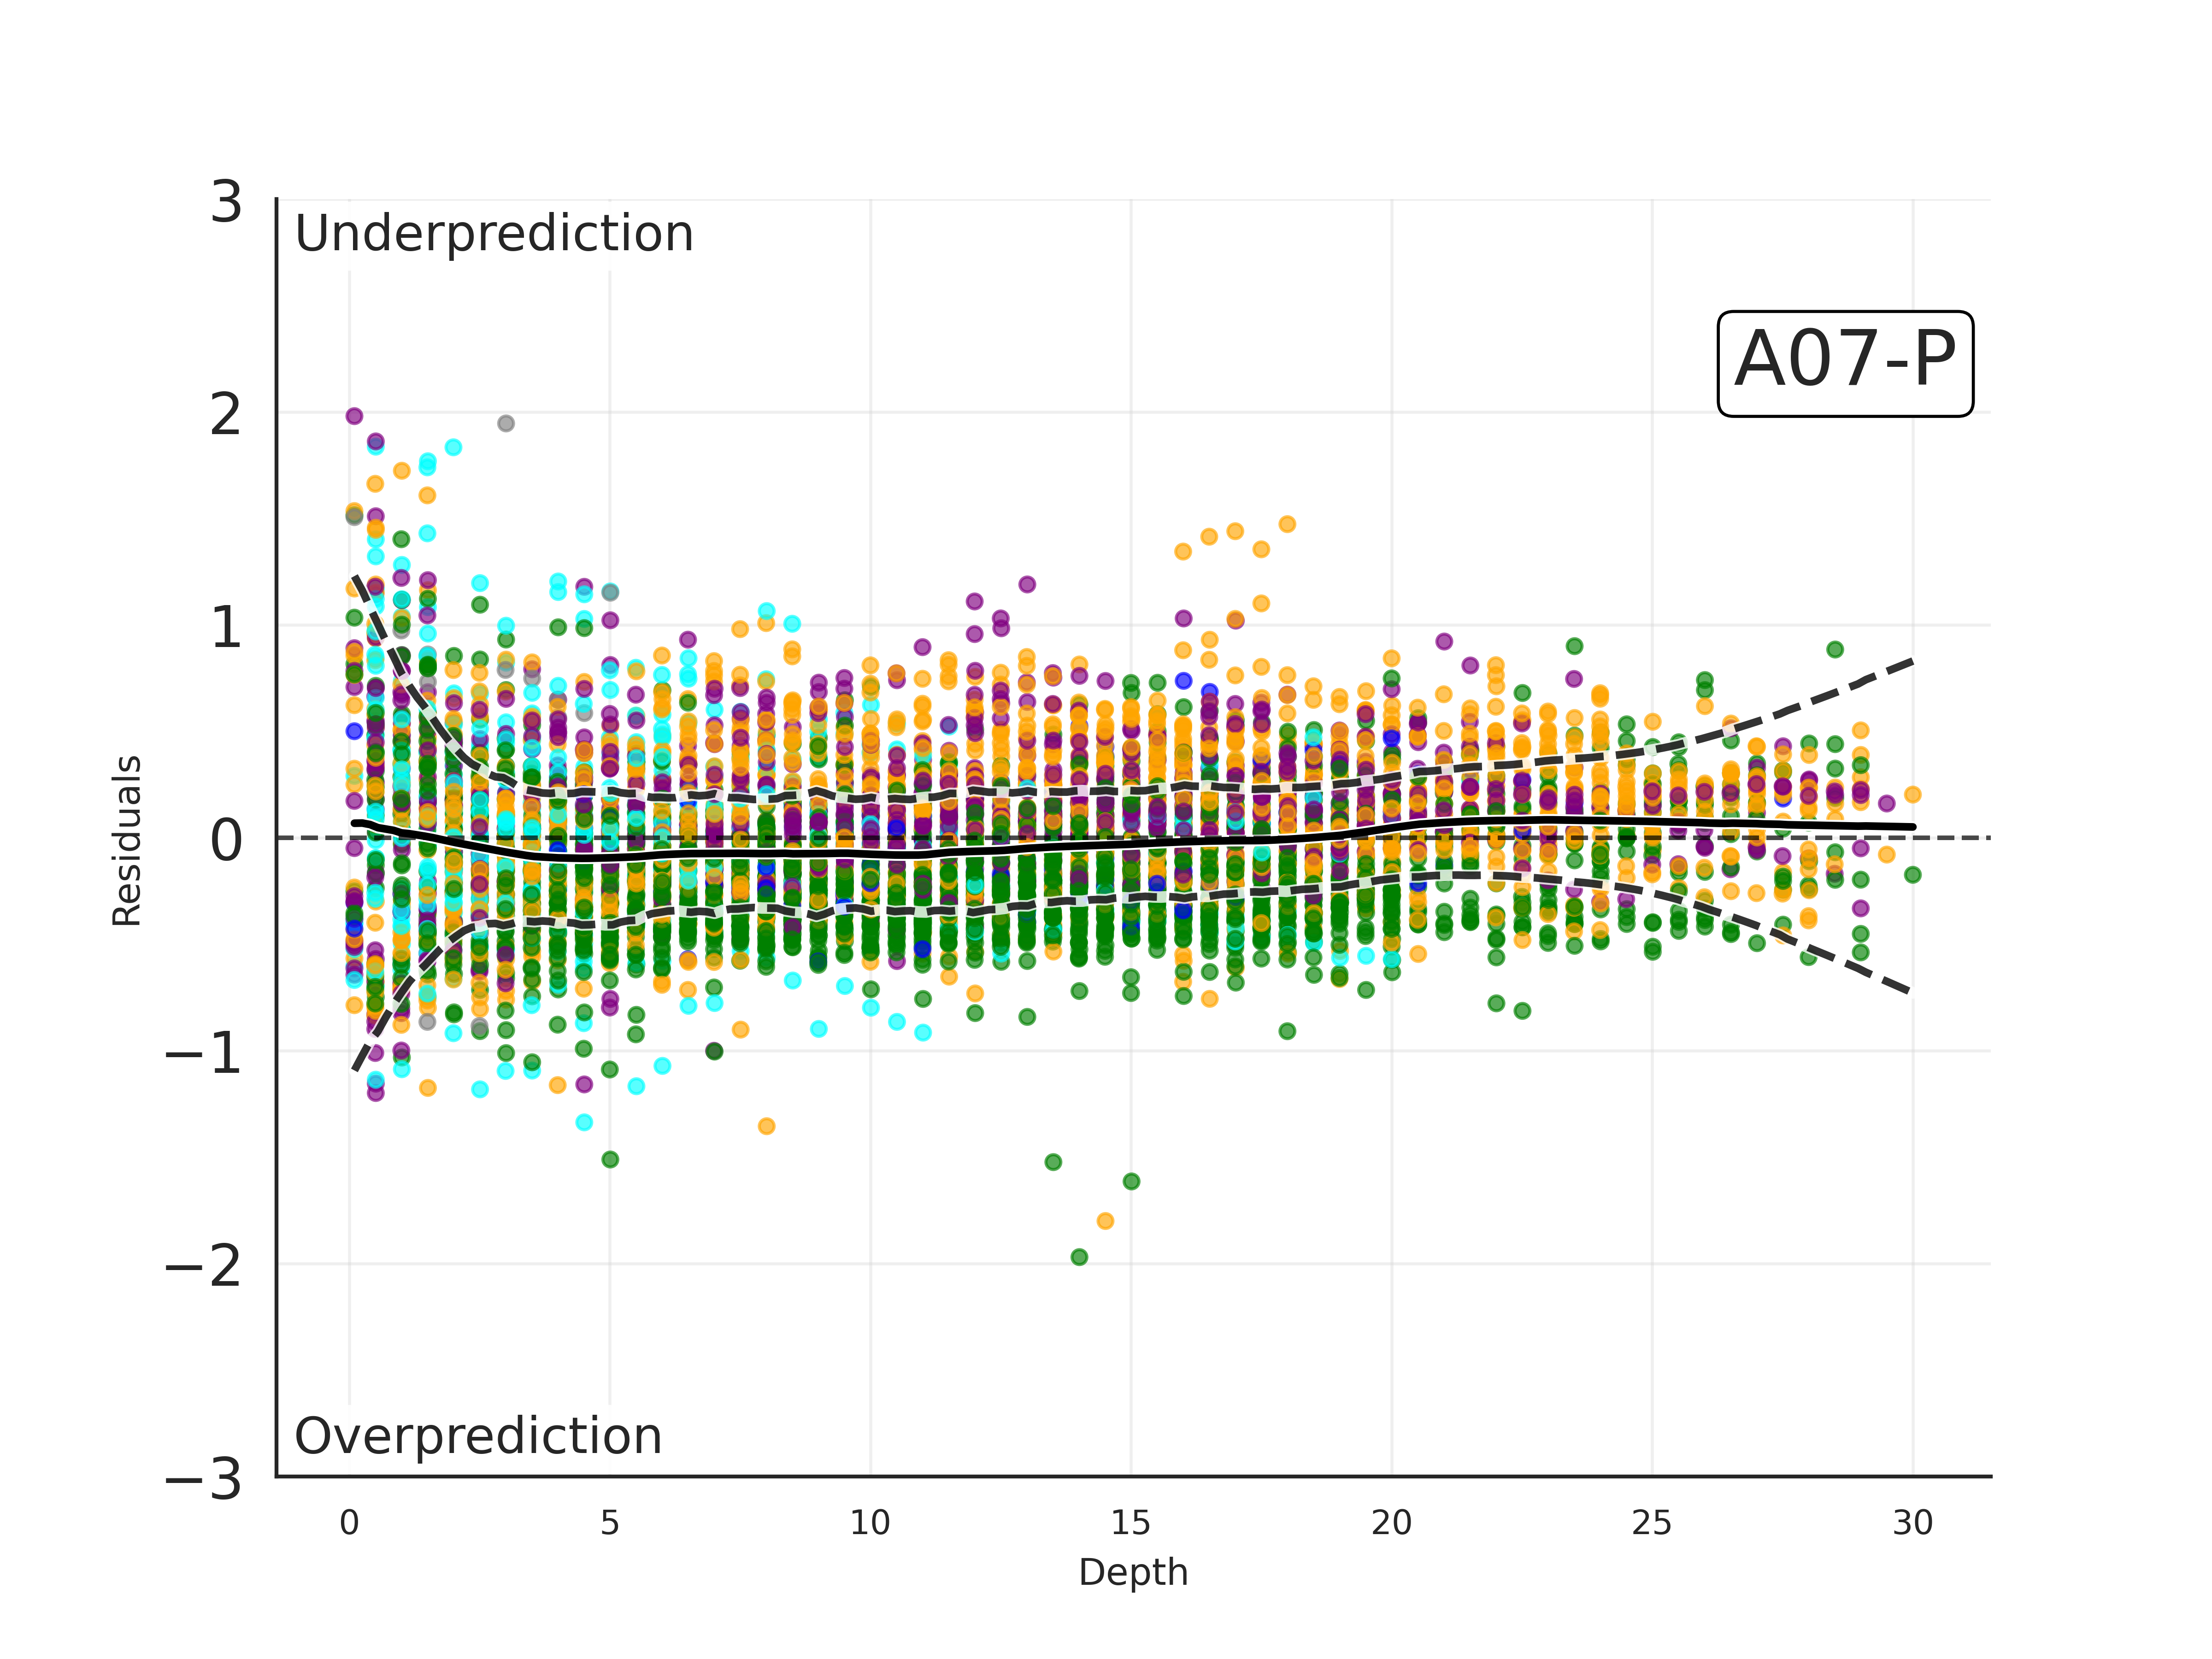 3
Underprediction
A07-P
2
1
Residuals
0
−1
−2
Overprediction
−3
0 5 10 15 20 25 30
Depth